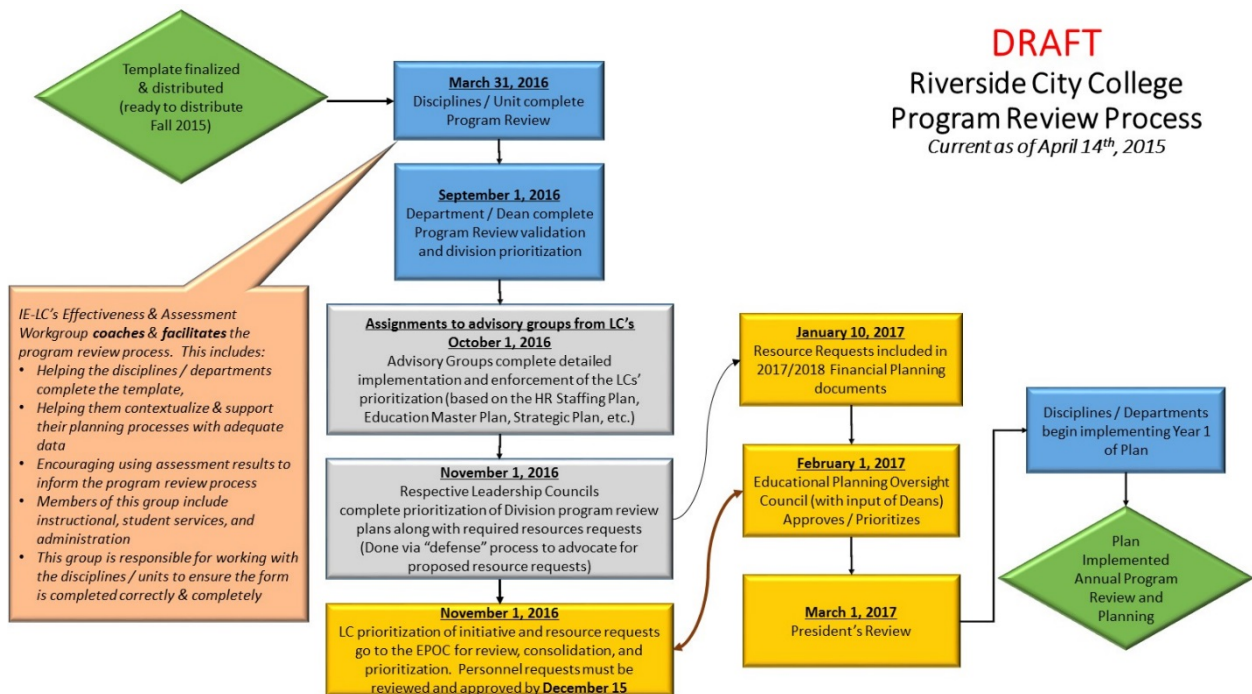 DRAFT
Riverside City College
Program Review Process
Current as of April 14th, 2015
Template finalized
& distributed
(ready to distribute
Fall 2015)
March 31, 2016
Disciplines / Unit complete
Program Review
September 1, 2016
Department / Dean complete
Program Review validation
and division prioritization
IE-LC's Effectiveness & Assessment
Workgroup coaches & facilitates the
program review process. This includes:
• Helping the disciplines / departments
complete the template,
• Helping them contextualize & support
their planning processes with adequate
data
• Encouraging using assessment results to
inform the program review process
• Members of this group include
instructional, student services, and
administration
• This group is responsible for working with
the disciplines / units to ensure the form
is completed correctly & completely
Assignments to advisory groups from LC's
October 1, 2016
Advisory Groups complete detailed
implementation and enforcement of the LCs'
prioritization (based on the HR Staffing Plan,
Education Master Plan, Strategic Plan, etc.)
November 1, 2016
Respective Leadership Councils
complete prioritization of Division program review
plans along with required resources requests
(Done via "defense" process to advocate for
proposed resource requests)
November 1, 2016
LC prioritization of initiative and resource requests
go to the EPOC for review, consolidation, and
prioritization. Personnel requests must be
reviewed and approved by December 15
January 10, 2017
Resource Requests included in
2017/2018 Financial Planning
documents
February 1, 2017
Educational Planning Oversight
Council (with input of Deans)
Approves / Prioritizes
March 1, 2017
President's Review
Disciplines / Departments
begin implementing Year 1
of Plan
Plan
Implemented
Annual Program
Review and
Planning